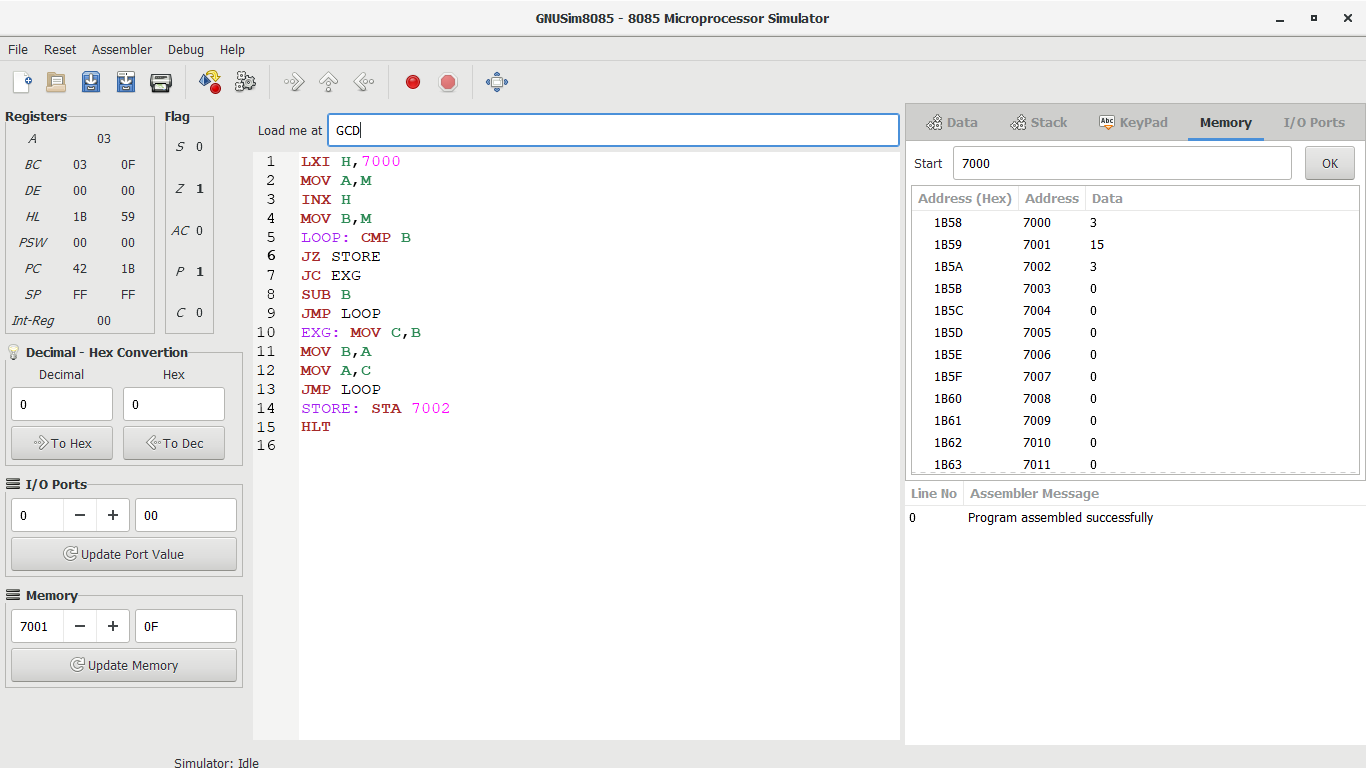 GNUSim8085 - 8085 Microprocessor Simulator
File Reset Assembler Debug Help
Registers
A 03
BC 03 0F
DE 00 00
HL 1B 59
PSW 00 00
PC 42 1B
SP FF FF
Int-Reg 00
Flag
S 0
Z 1
AC 0
P 1
C 0
Decimal - Hex Convertion
Decimal Hex
0 0
To Hex To Dec
I/O Ports
0 − + 00
Update Port Value
Memory
7001 − + 0F
Update Memory
Load me at GCD
1 LXI H,7000
2 MOV A,M
3 INX H
4 MOV B,M
5 LOOP: CMP B
6 JZ STORE
7 JC EXG
8 SUB B
9 JMP LOOP
10 EXG: MOV C,B
11 MOV B,A
12 MOV A,C
13 JMP LOOP
14 STORE: STA 7002
15 HLT
16
Data Stack Abc KeyPad Memory I/O Ports
Start 7000 OK
Address (Hex) Address Data
1B58 7000 3
1B59 7001 15
1B5A 7002 3
1B5B 7003 0
1B5C 7004 0
1B5D 7005 0
1B5E 7006 0
1B5F 7007 0
1B60 7008 0
1B61 7009 0
1B62 7010 0
1B63 7011 0
Line No Assembler Message
0 Program assembled successfully
Simulator: Idle